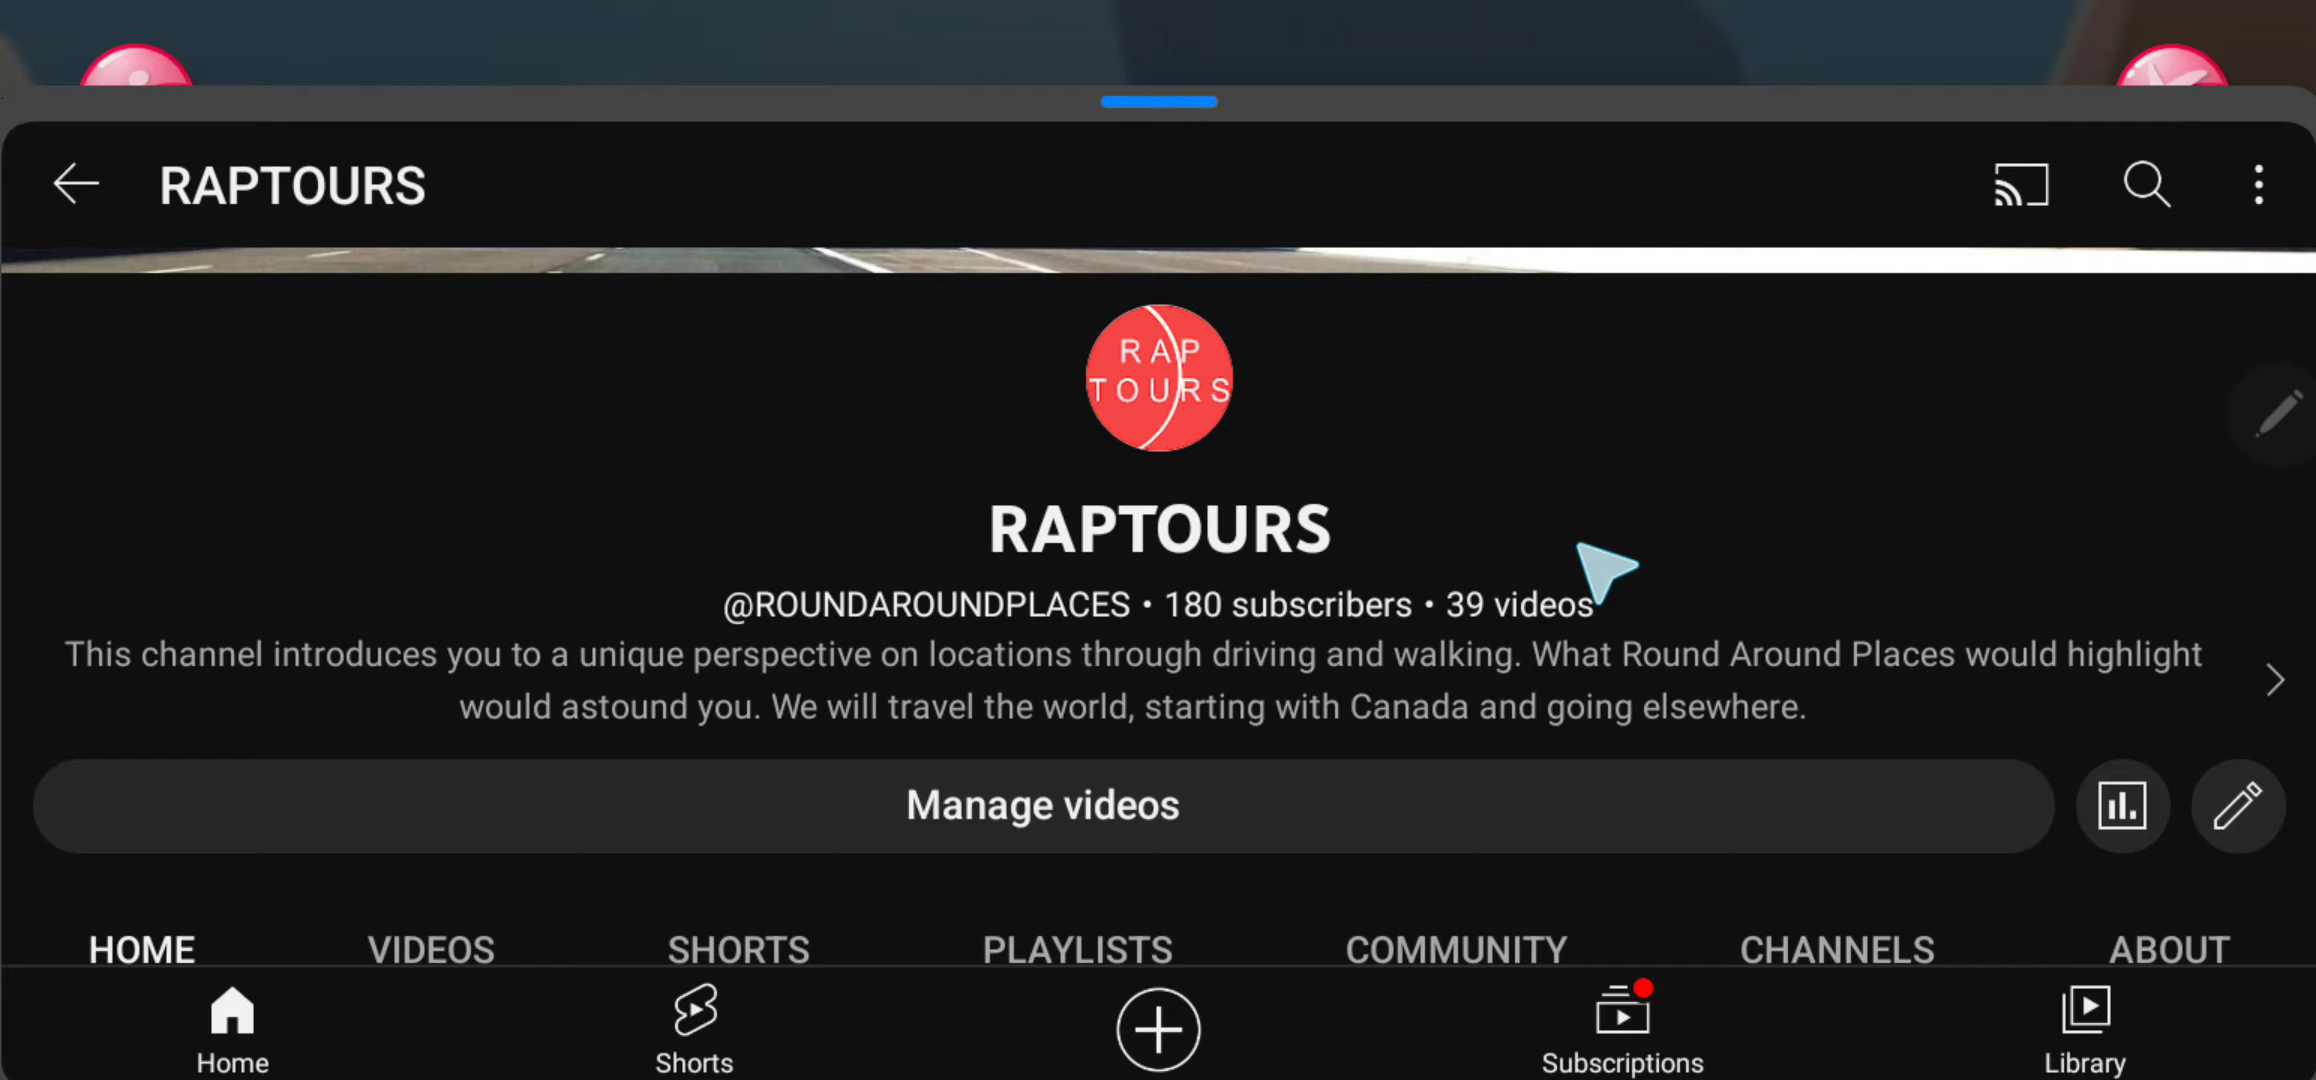 RAPTOURS
RAP
TOURS
RAPTOURS
@ROUNDAROUNDPLACES • 180 subscribers • 39 videos
This channel introduces you to a unique perspective on locations through driving and walking. What Round Around Places would highlight
would astound you. We will travel the world, starting with Canada and going elsewhere.
Manage videos
HOME VIDEOS SHORTS PLAYLISTS COMMUNITY CHANNELS ABOUT
Home Shorts Subscriptions Library